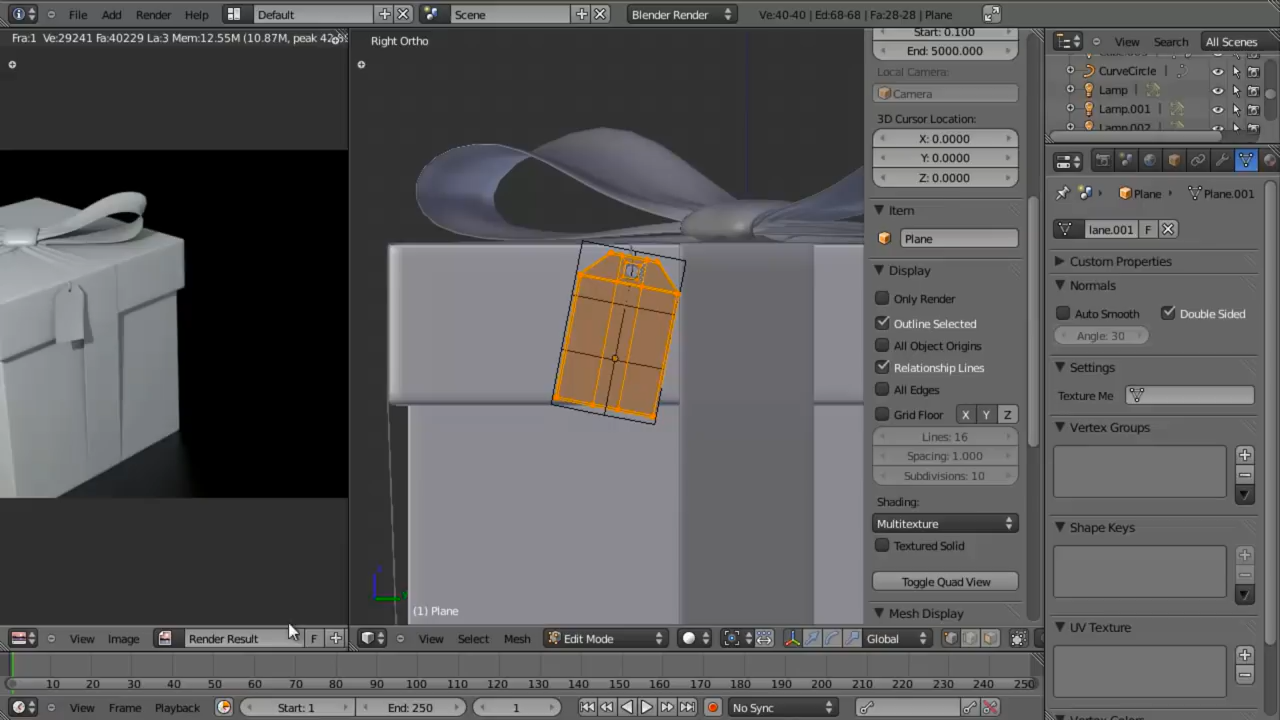 File Add Render Help Default Scene Blender Render Ve:40-40 | Ed:68-68 | Fa:28-28 | Plane
Fra:1 Ve:29241 Fa:40229 La:3 Mem:12.55M (10.87M, peak
Right Ortho
Start: 0.100
End: 5000.000
Local Camera:
Camera
3D Cursor Location:
X: 0.0000
Y: 0.0000
Z: 0.0000
Item
Plane
Display
Only Render
Outline Selected
All Object Origins
Relationship Lines
All Edges
Grid Floor X Y Z
Lines: 16
Spacing: 1.000
Subdivisions: 10
Shading:
Multitexture
Textured Solid
Toggle Quad View
Mesh Display
View Search All Scenes
CurveCircle
Lamp
Lamp.001
Lamp.002
Plane Plane.001
lane.001 F
Custom Properties
Normals
Auto Smooth Double Sided
Angle: 30
Settings
Texture Me
Vertex Groups
Shape Keys
UV Texture
Vertex Colors
(1) Plane
View Image Render Result F
View Select Mesh Edit Mode Global
10 20 30 40 50 60 70 80 90 100 110 120 130 140 150 160 170 180 190 200 210 220 230 240 250
View Frame Playback Start: 1 End: 250 1 No Sync